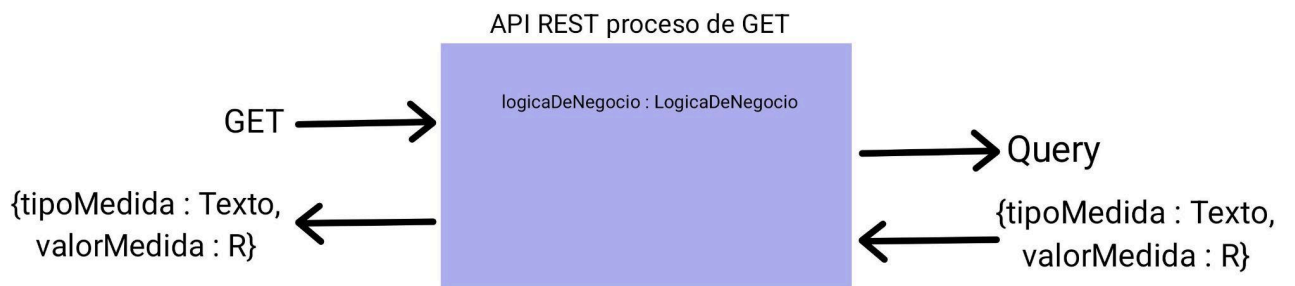 API REST proceso de GET
logicaDeNegocio : LogicaDeNegocio
GET
Query
{tipoMedida : Texto,
valorMedida : R}
{tipoMedida : Texto,
valorMedida : R}